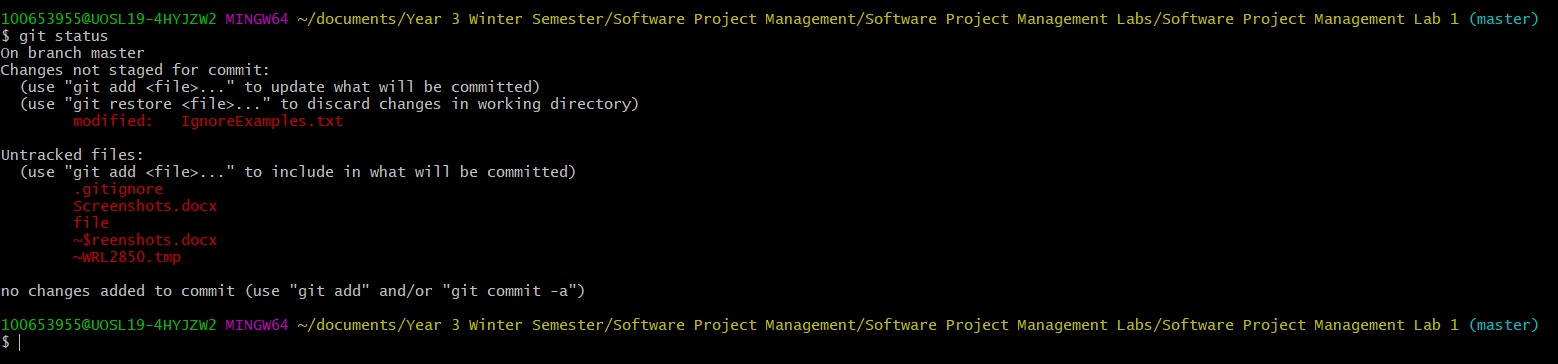 100653955@UOSL19-4HYJZW2 MINGW64 ~/documents/Year 3 Winter Semester/Software Project Management Labs/Software Project Management Lab 1 (master)
$ git status
On branch master
Changes not staged for commit:
  (use "git add <file>..." to update what will be committed)
  (use "git restore <file>..." to discard changes in working directory)
        modified:   IgnoreExamples.txt

Untracked files:
  (use "git add <file>..." to include in what will be committed)
        .gitignore
        Screenshots.docx
        file
        ~$reenshots.docx
        ~WRL2850.tmp

no changes added to commit (use "git add" and/or "git commit -a")

100653955@UOSL19-4HYJZW2 MINGW64 ~/documents/Year 3 Winter Semester/Software Project Management/Software Project Management Labs/Software Project Management Lab 1 (master)
$